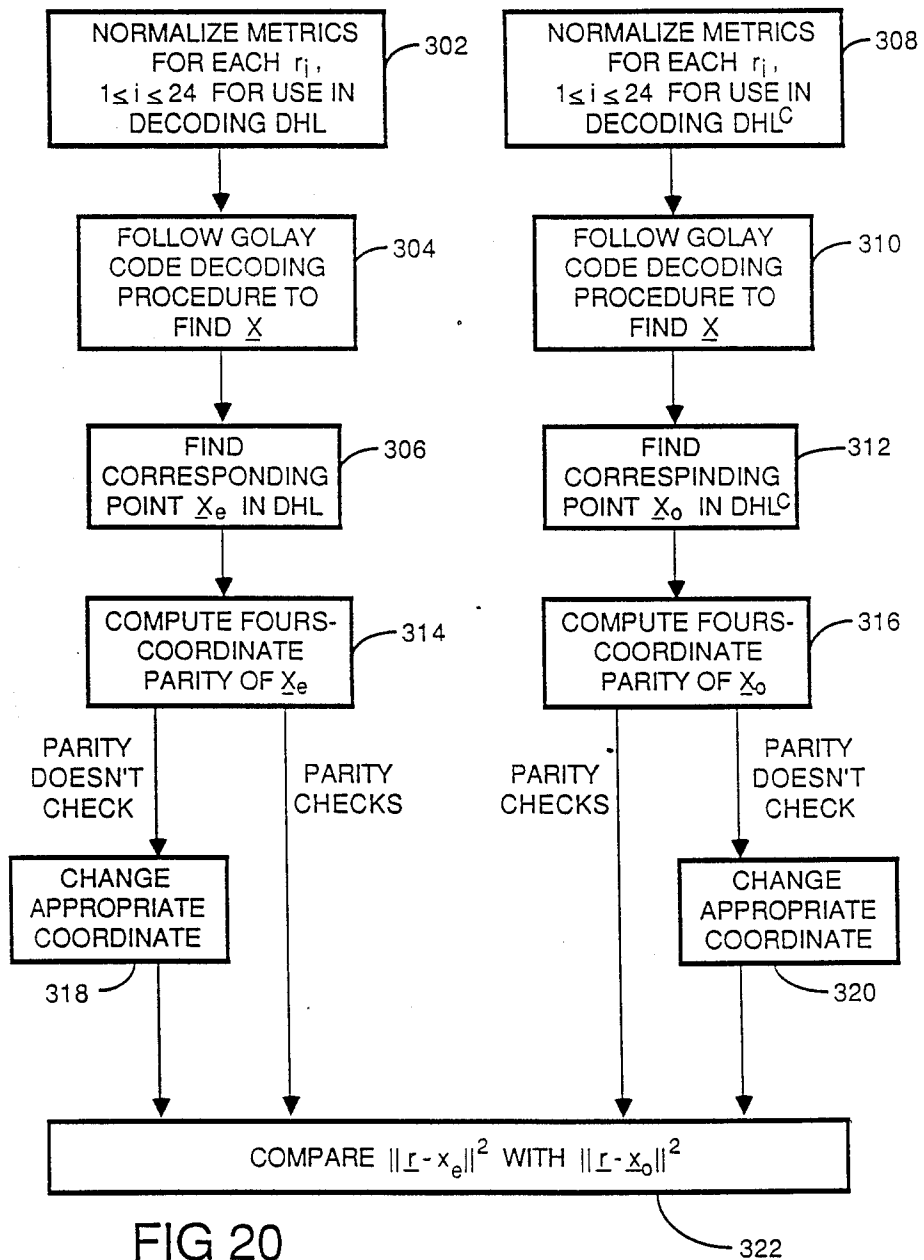 NORMALIZE METRICS
FOR EACH r_i,
1 ≤ i ≤ 24 FOR USE IN
DECODING DHL
302
FOLLOW GOLAY
CODE DECODING
PROCEDURE TO
FIND X
304
FIND
CORRESPONDING
POINT X_e IN DHL
306
COMPUTE FOURS-
COORDINATE
PARITY OF X_e
314
PARITY
DOESN'T
CHECK
PARITY
CHECKS
CHANGE
APPROPRIATE
COORDINATE
318
NORMALIZE METRICS
FOR EACH r_i,
1 ≤ i ≤ 24 FOR USE IN
DECODING DHL^C
308
FOLLOW GOLAY
CODE DECODING
PROCEDURE TO
FIND X
310
FIND
CORRESPINDING
POINT X_o IN DHL^C
312
COMPUTE FOURS-
COORDINATE
PARITY OF X_o
316
PARITY
CHECKS
PARITY
DOESN'T
CHECK
CHANGE
APPROPRIATE
COORDINATE
320
COMPARE ||r - x_e||² WITH ||r - x_o||²
322
FIG 20